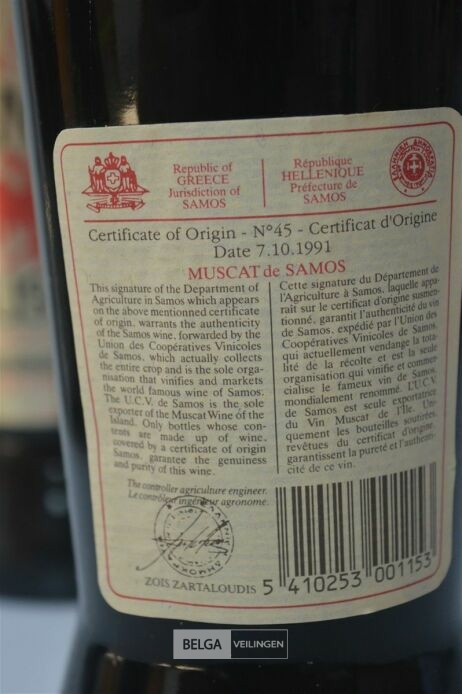 Republic of
GREECE
Jurisdiction of
SAMOS
République
HELLENIQUE
Préfecture de
SAMOS
Certificate of Origin - N°45 - Certificat d'Origine
Date 7.10.1991
MUSCAT de SAMOS
This signature of the Department of
Agriculture in Samos which appears
on the above mentionned certificate
of origin, warrants the authenticity
of the Samos wine, forwarded by the
Union des Coopératives Vinicoles
de Samos, which actually collects
the entire crop and is the sole orga-
nisation that vinifies and markets
the world famous wine of Samos.
The U.C.V. de Samos is the sole
exporter of the Muscat Wine of the
Island. Only bottles whose con-
tents are made up of wine,
covered by a certificate of origin
Samos, garantee the genuiness
and purity of this wine.
Cette signature du Département de
l'Agriculture à Samos, laquelle appa-
raît sur le certificat d'origine susmen-
tionné, garantit l'authenticité du vin
de Samos, expédié par l'Union des
Coopératives Vinicoles de Samos,
qui actuellement vendange la tota-
lité de la récolte et est la seule
organisation qui vinifie et commer-
cialise le fameux vin de Samos,
mondialement renommé. L'U.C.V.
de Samos est seule exportatrice
du Vin Muscat de l'Ile. Uni-
quement les bouteilles soutirées,
revêtues du certificat d'origine,
garantissent la pureté et l'authenti-
cité de ce vin.
The controller agriculture engineer.
Le contrôleur ingénieur agronome.
ZOIS ZARTALOUDIS
5 410253 001153
BELGA VEILINGEN